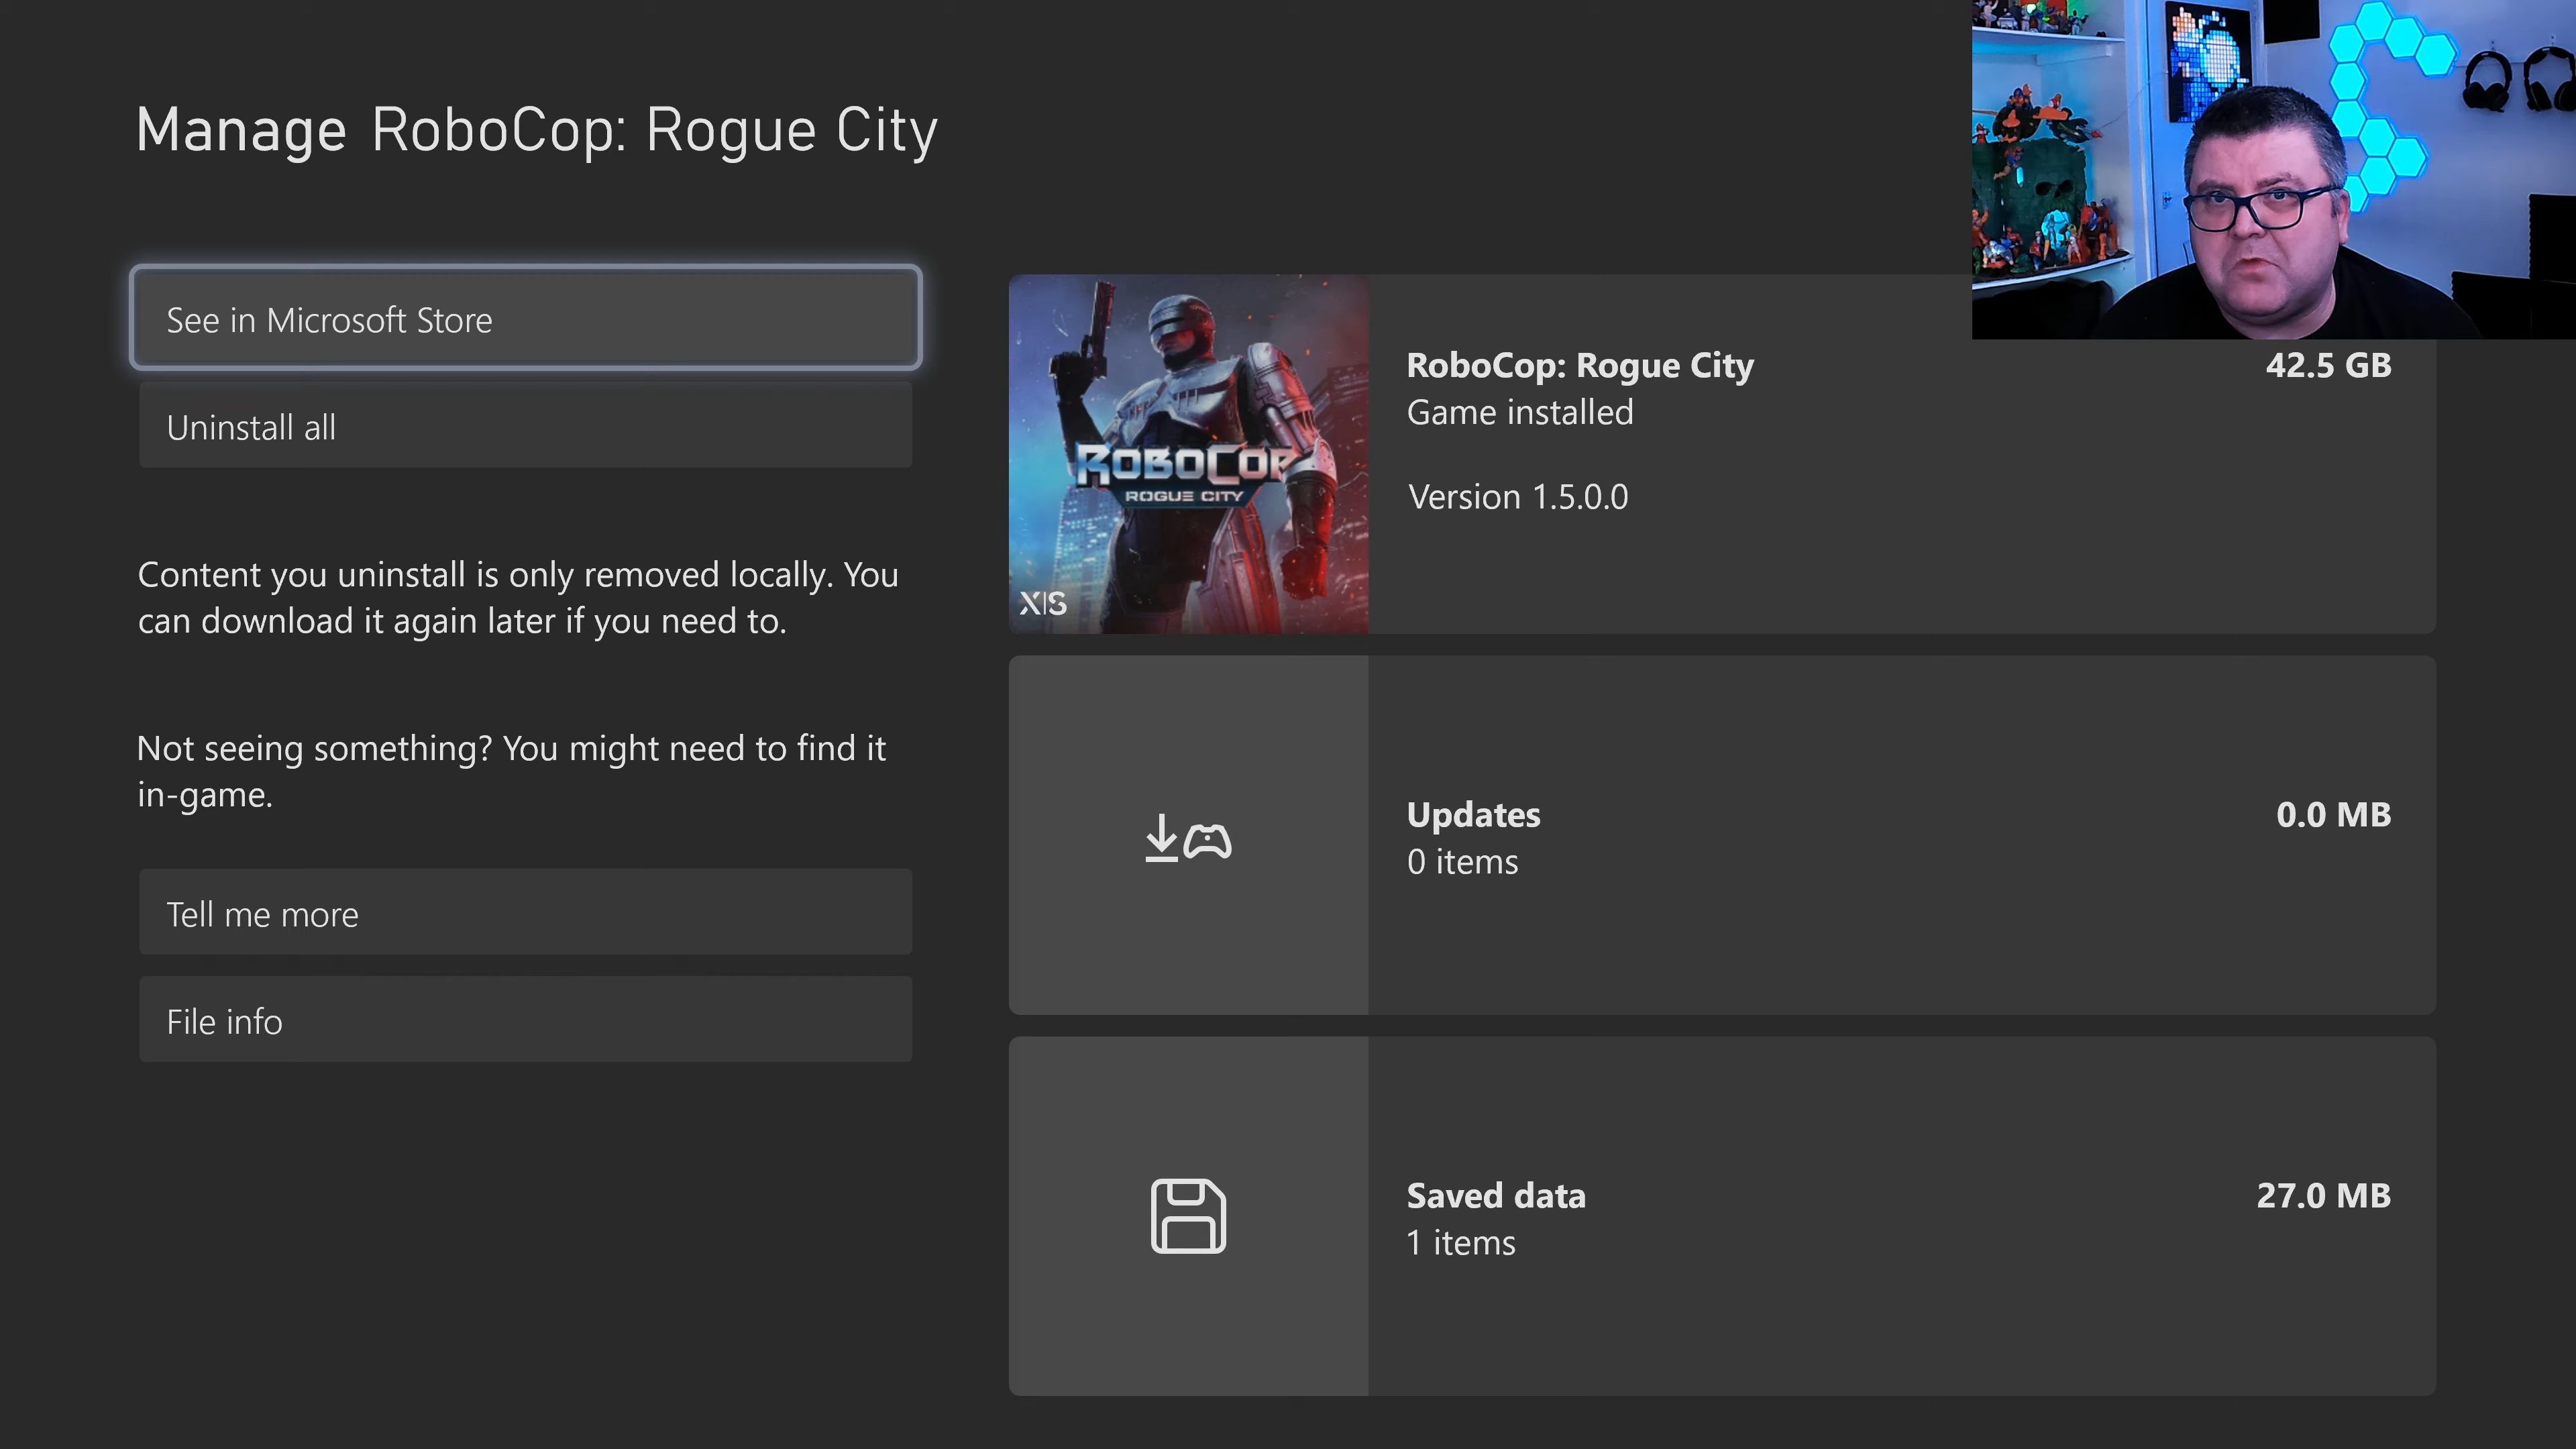 Manage RoboCop: Rogue City
See in Microsoft Store
Uninstall all
Content you uninstall is only removed locally. You
can download it again later if you need to.
Not seeing something? You might need to find it
in-game.
Tell me more
File info
ROBOCOP
ROGUE CITY
X|S
RoboCop: Rogue City
42.5 GB
Game installed
Version 1.5.0.0
Updates
0.0 MB
0 items
Saved data
27.0 MB
1 items